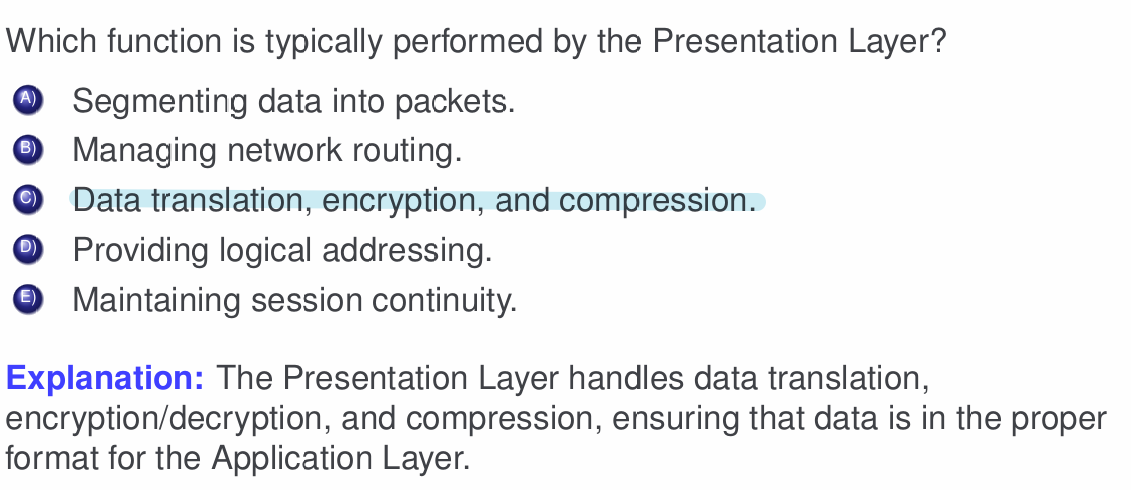 Which function is typically performed by the Presentation Layer?
A) Segmenting data into packets.
B) Managing network routing.
C) Data translation, encryption, and compression.
D) Providing logical addressing.
E) Maintaining session continuity.
Explanation: The Presentation Layer handles data translation,
encryption/decryption, and compression, ensuring that data is in the proper
format for the Application Layer.